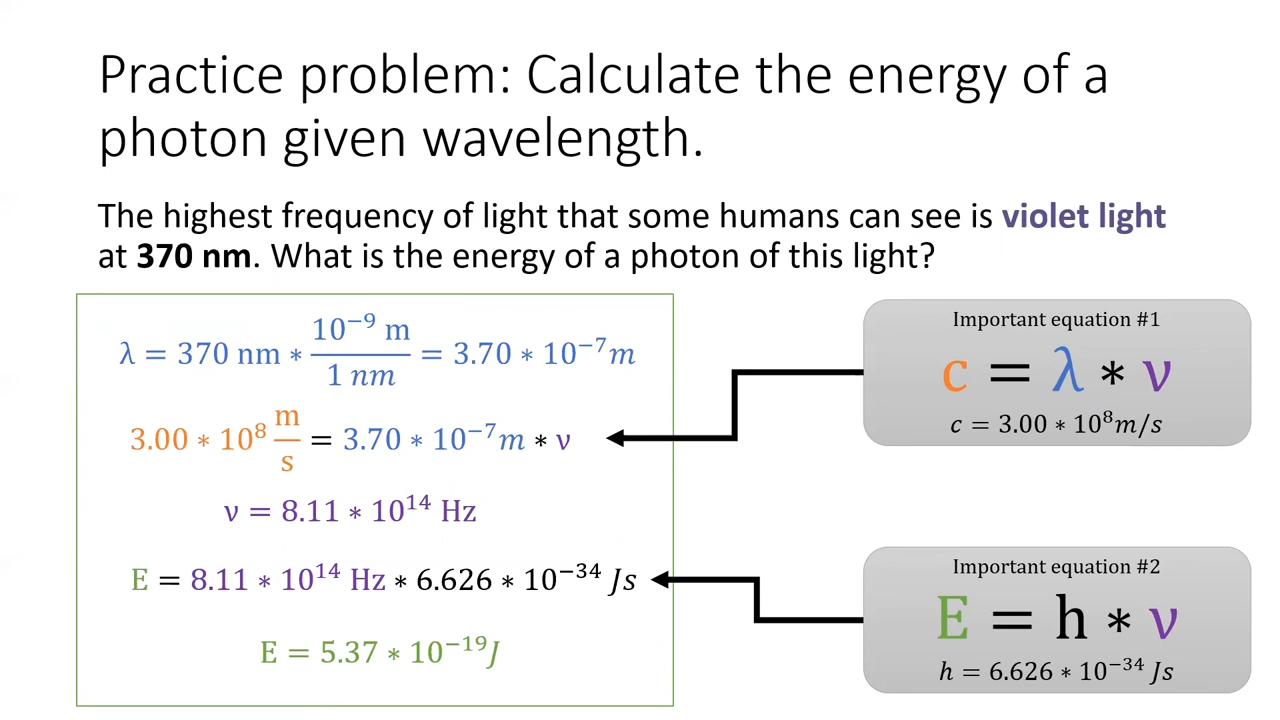 Practice problem: Calculate the energy of a
photon given wavelength.
The highest frequency of light that some humans can see is violet light
at 370 nm. What is the energy of a photon of this light?
λ = 370 nm ∗ 10⁻⁹ m / 1 nm = 3.70 ∗ 10⁻⁷m
3.00 ∗ 10⁸ m/s = 3.70 ∗ 10⁻⁷m ∗ ν
ν = 8.11 ∗ 10¹⁴ Hz
E = 8.11 ∗ 10¹⁴ Hz ∗ 6.626 ∗ 10⁻³⁴ Js
E = 5.37 ∗ 10⁻¹⁹J
Important equation #1
c = λ ∗ ν
c = 3.00 ∗ 10⁸m/s
Important equation #2
E = h ∗ ν
h = 6.626 ∗ 10⁻³⁴ Js